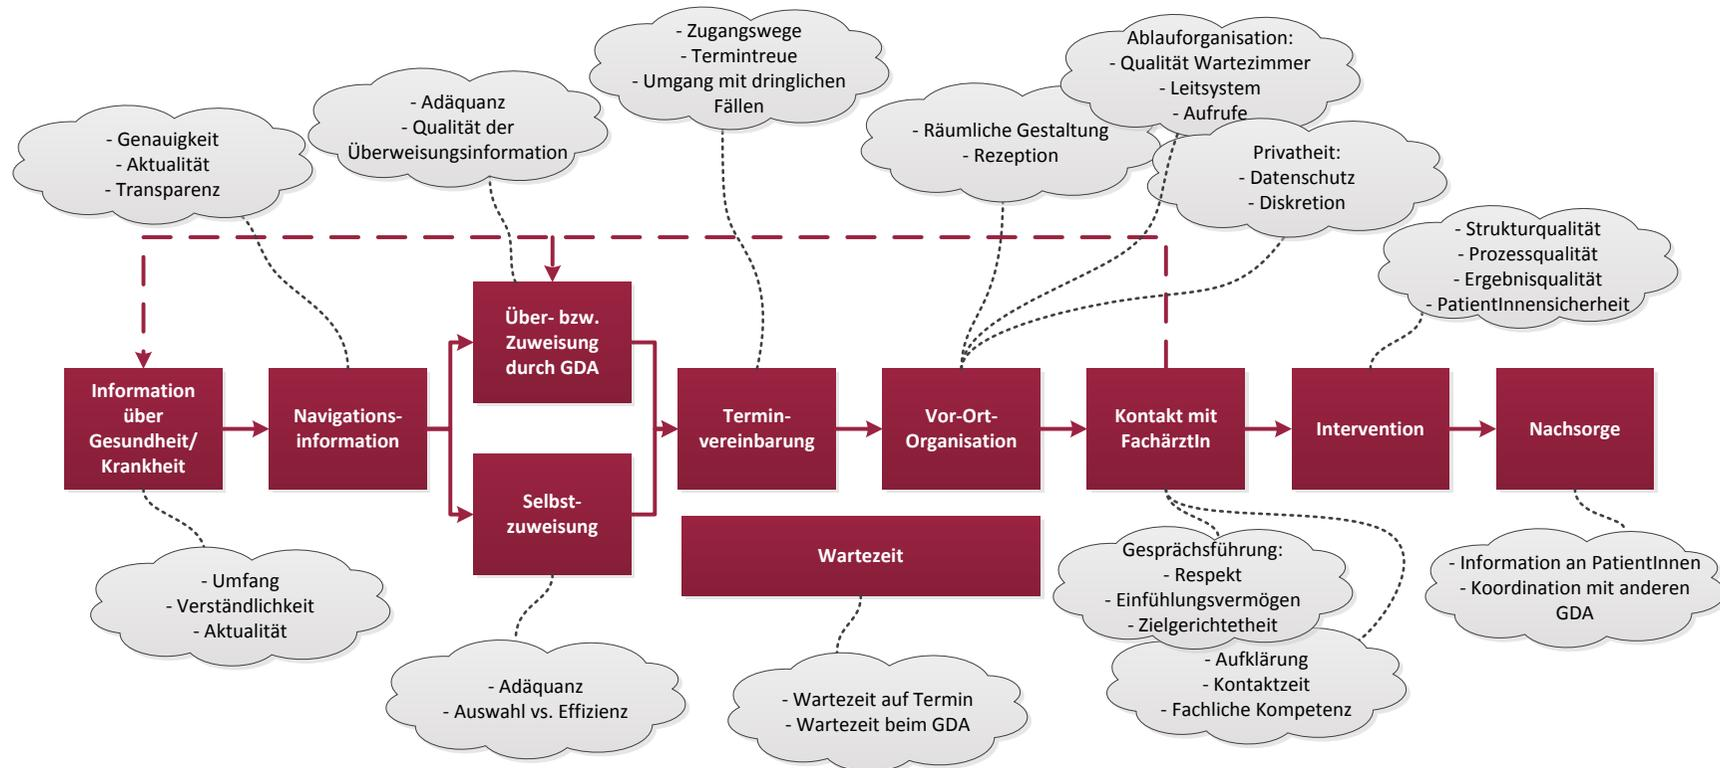 - Zugangswege
- Termintreue
- Umgang mit dringlichen
Fällen
Ablauforganisation:
- Qualität Wartezimmer
- Leitsystem
- Aufrufe
- Adäquanz
- Qualität der
Überweisungsinformation
- Genauigkeit
- Aktualität
- Transparenz
- Räumliche Gestaltung
- Rezeption
Privatheit:
- Datenschutz
- Diskretion
- Strukturqualität
- Prozessqualität
- Ergebnisqualität
- PatientInnensicherheit
Information
über
Gesundheit/
Krankheit
Navigations-
information
Über- bzw.
Zuweisung
durch GDA
Selbst-
zuweisung
Termin-
vereinbarung
Vor-Ort-
Organisation
Kontakt mit
FachärztIn
Intervention
Nachsorge
Wartezeit
- Umfang
- Verständlichkeit
- Aktualität
- Adäquanz
- Auswahl vs. Effizienz
- Wartezeit auf Termin
- Wartezeit beim GDA
Gesprächsführung:
- Respekt
- Einfühlungsvermögen
- Zielgerichtetheit
- Aufklärung
- Kontaktzeit
- Fachliche Kompetenz
- Information an PatientInnen
- Koordination mit anderen
GDA